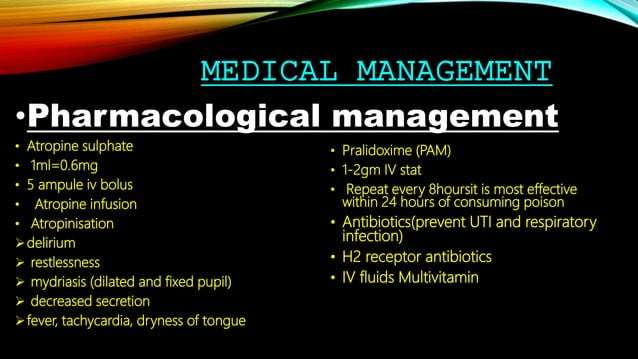 MEDICAL MANAGEMENT
•Pharmacological management
• Atropine sulphate
• 1ml=0.6mg
• 5 ampule iv bolus
• Atropine infusion
• Atropinisation
➢delirium
➢ restlessness
➢ mydriasis (dilated and fixed pupil)
➢ decreased secretion
➢fever, tachycardia, dryness of tongue
• Pralidoxime (PAM)
• 1-2gm IV stat
• Repeat every 8hoursit is most effective
within 24 hours of consuming poison
• Antibiotics(prevent UTI and respiratory
infection)
• H2 receptor antibiotics
• IV fluids Multivitamin